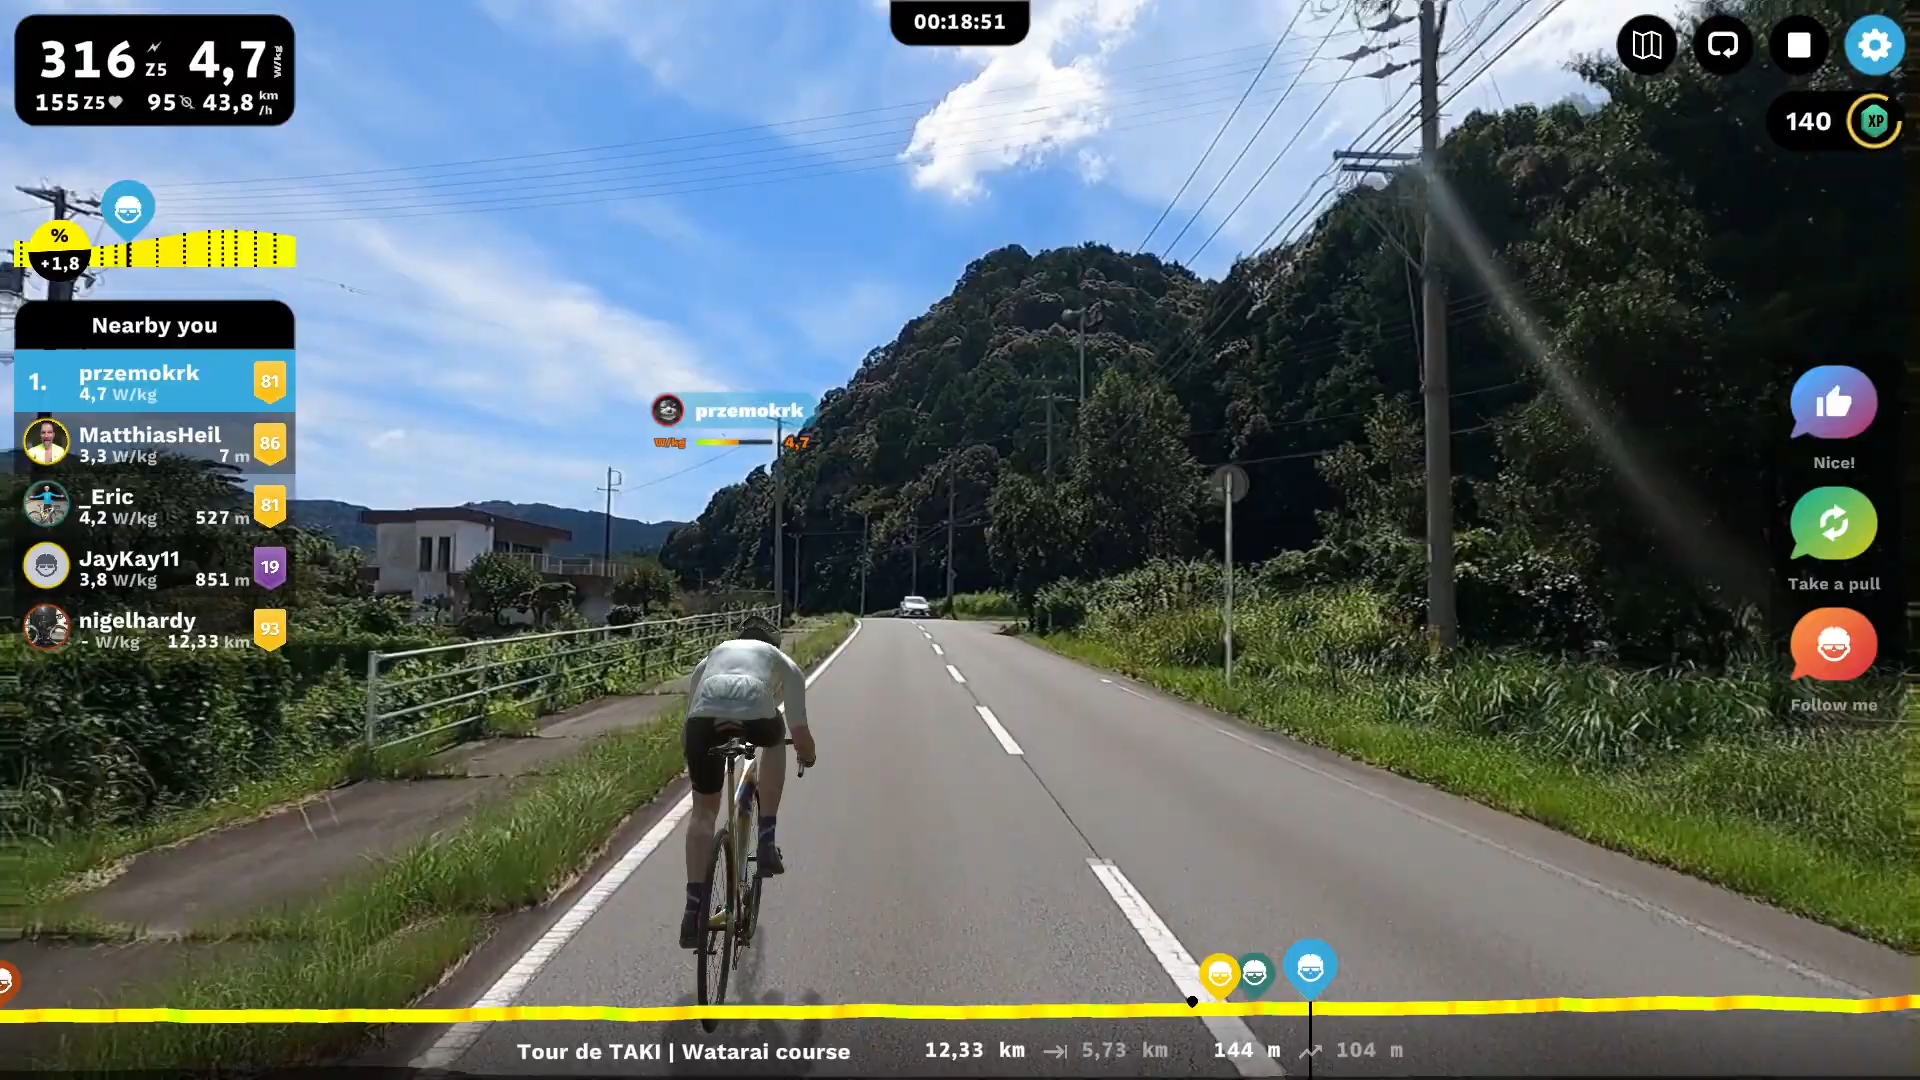 316 Z5 4,7 W/kg
155 Z5 95 43,8 km/h
00:18:51
140 XP
%
+1,8
Nearby you
1. przemokrk 81
4,7 W/kg
MatthiasHeil 86
3,3 W/kg 7 m
_Eric 81
4,2 W/kg 527 m
JayKay11 19
3,8 W/kg 851 m
nigelhardy 93
- W/kg 12,33 km
przemokrk
W/kg 4,7
Nice!
Take a pull
Follow me
Tour de TAKI | Watarai course 12,33 km 5,73 km 144 m 104 m